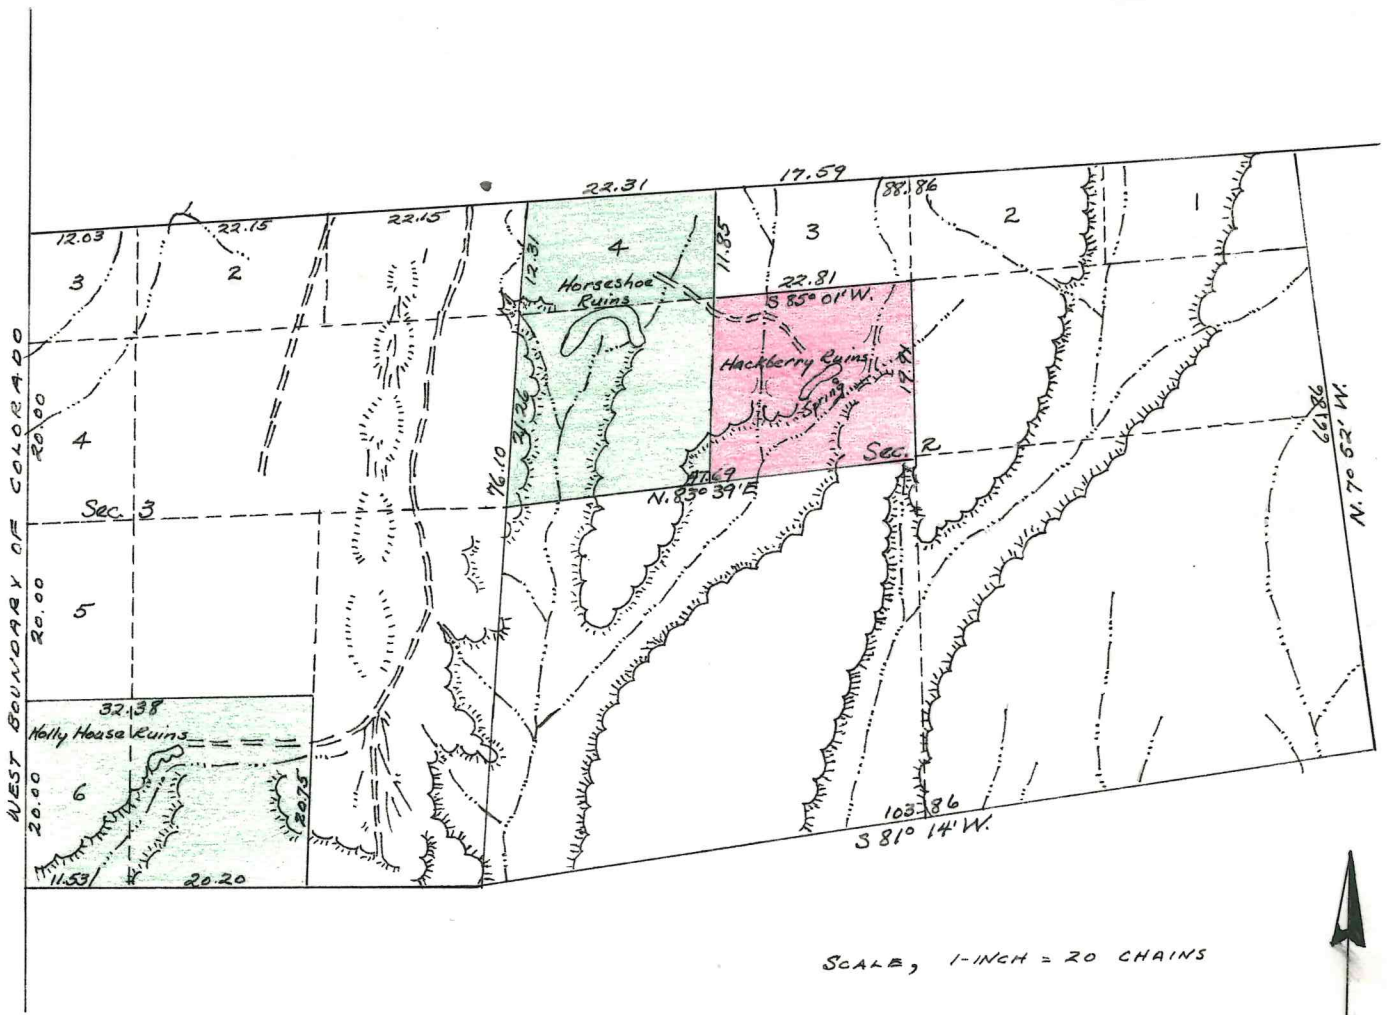 22.31
17.59
88.86
12.03
22.15
22.15
3
2
12.31
4
11.85
3
2
1
Horseshoe
Ruins
22.81
S 85° 01' W.
Hackberry Ruins
Spring
19.91
21.26
76.10
4
20.00
Sec. 3
47.69
N. 83° 39' E
Sec. 2
66.86
N. 7° 52' W.
WEST BOUNDARY OF COLORADO
5
20.00
32.38
Holly House Ruins
6
20.00
20.75
11.53
20.20
103.86
S 81° 14' W.
SCALE, 1-INCH = 20 CHAINS